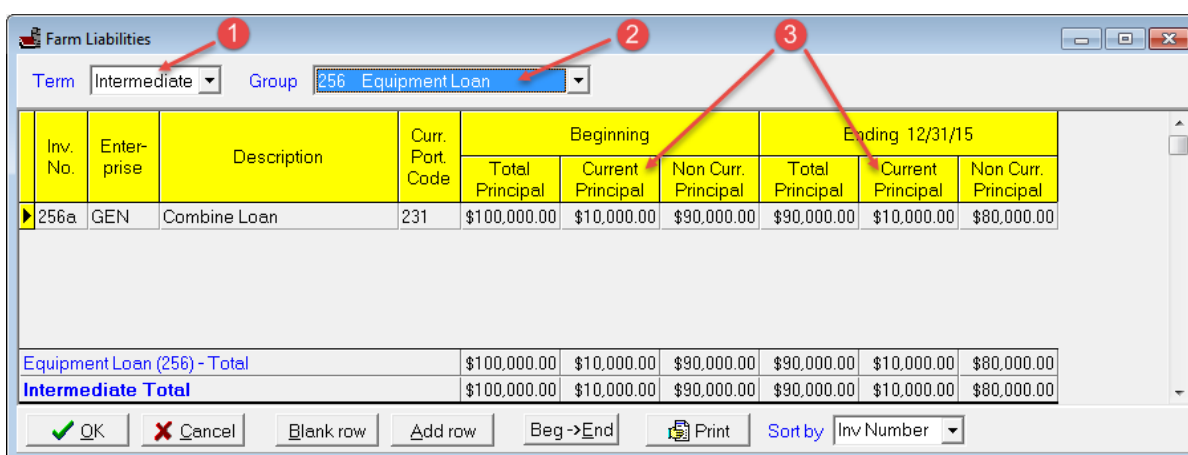 Farm Liabilities
1
2
3
Term Intermediate Group 256 Equipment Loan
Inv. No. Enter-prise Description Curr. Port. Code Beginning Ending 12/31/15
Total Principal Current Principal Non Curr. Principal Total Principal Current Principal Non Curr. Principal
256a GEN Combine Loan 231 $100,000.00 $10,000.00 $90,000.00 $90,000.00 $10,000.00 $80,000.00
Equipment Loan (256) - Total $100,000.00 $10,000.00 $90,000.00 $90,000.00 $10,000.00 $80,000.00
Intermediate Total $100,000.00 $10,000.00 $90,000.00 $90,000.00 $10,000.00 $80,000.00
OK Cancel Blank row Add row Beg->End Print Sort by Inv Number